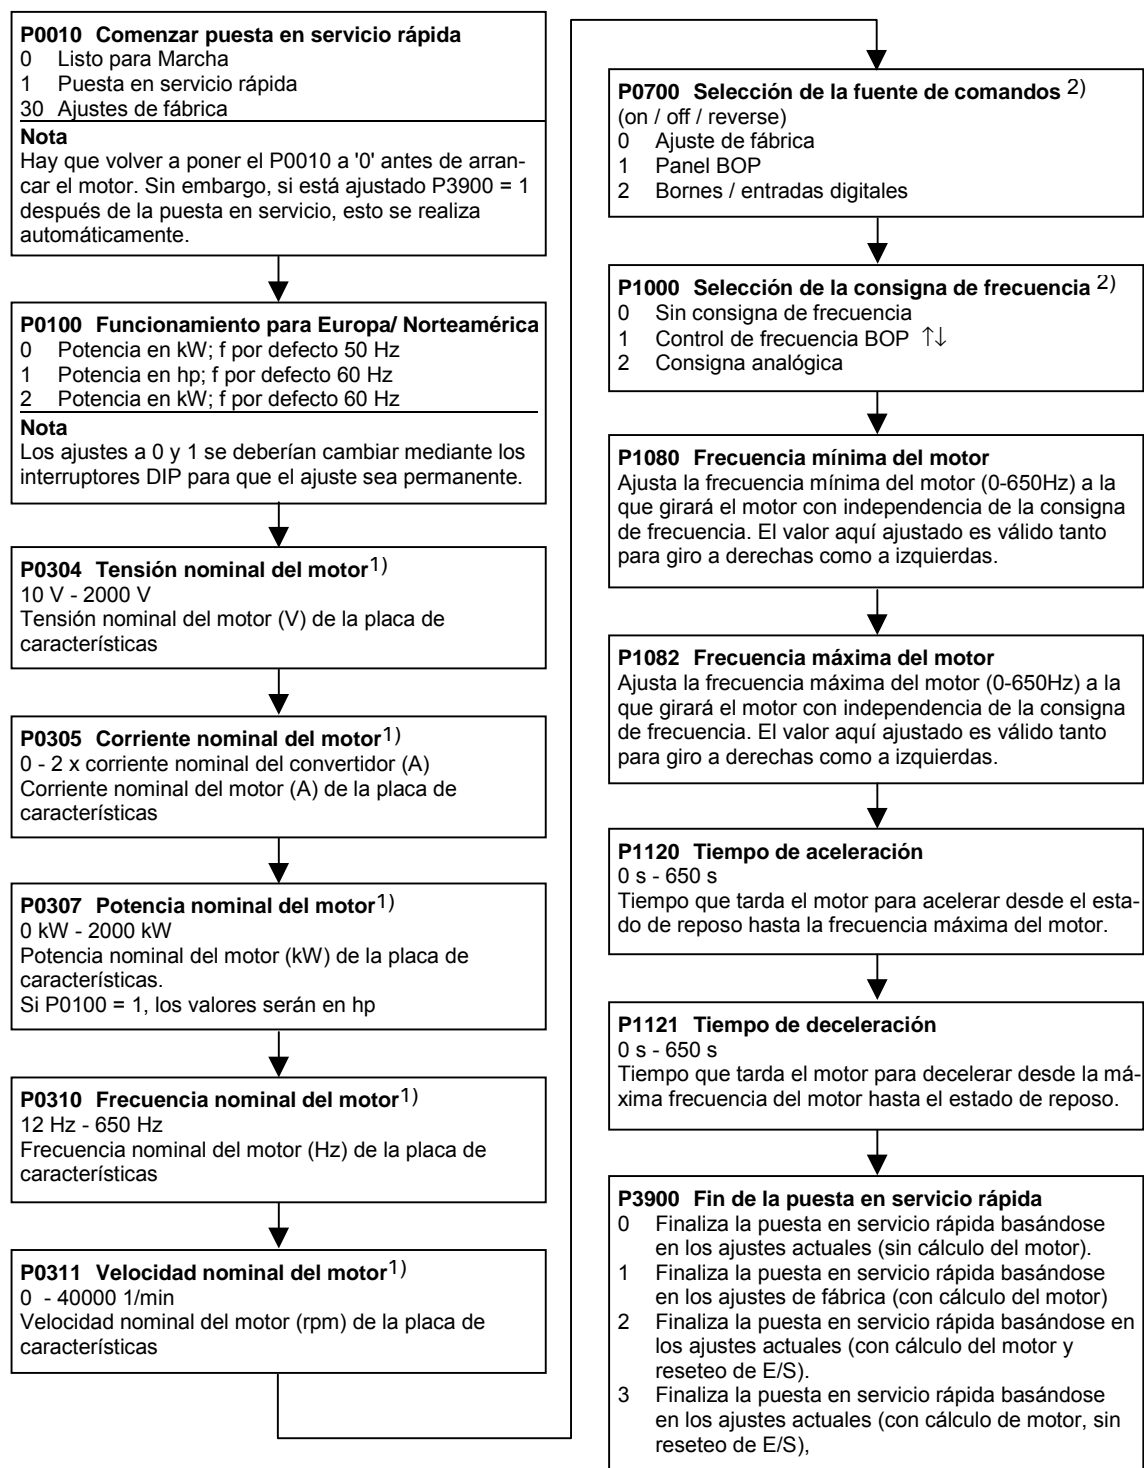 P0010 Comenzar puesta en servicio rápida
0 Listo para Marcha
1 Puesta en servicio rápida
30 Ajustes de fábrica
Nota
Hay que volver a poner el P0010 a '0' antes de arran-
car el motor. Sin embargo, si está ajustado P3900 = 1
después de la puesta en servicio, esto se realiza
automáticamente.
P0100 Funcionamiento para Europa/ Norteamérica
0 Potencia en kW; f por defecto 50 Hz
1 Potencia en hp; f por defecto 60 Hz
2 Potencia en kW; f por defecto 60 Hz
Nota
Los ajustes a 0 y 1 se deberían cambiar mediante los
interruptores DIP para que el ajuste sea permanente.
P0304 Tensión nominal del motor1)
10 V - 2000 V
Tensión nominal del motor (V) de la placa de
características
P0305 Corriente nominal del motor1)
0 - 2 x corriente nominal del convertidor (A)
Corriente nominal del motor (A) de la placa de
características
P0307 Potencia nominal del motor1)
0 kW - 2000 kW
Potencia nominal del motor (kW) de la placa de
características.
Si P0100 = 1, los valores serán en hp
P0310 Frecuencia nominal del motor1)
12 Hz - 650 Hz
Frecuencia nominal del motor (Hz) de la placa de
características
P0311 Velocidad nominal del motor1)
0 - 40000 1/min
Velocidad nominal del motor (rpm) de la placa de
características
P0700 Selección de la fuente de comandos 2)
(on / off / reverse)
0 Ajuste de fábrica
1 Panel BOP
2 Bornes / entradas digitales
P1000 Selección de la consigna de frecuencia 2)
0 Sin consigna de frecuencia
1 Control de frecuencia BOP ↑↓
2 Consigna analógica
P1080 Frecuencia mínima del motor
Ajusta la frecuencia mínima del motor (0-650Hz) a la
que girará el motor con independencia de la consigna
de frecuencia. El valor aquí ajustado es válido tanto
para giro a derechas como a izquierdas.
P1082 Frecuencia máxima del motor
Ajusta la frecuencia máxima del motor (0-650Hz) a la
que girará el motor con independencia de la consigna
de frecuencia. El valor aquí ajustado es válido tanto
para giro a derechas como a izquierdas.
P1120 Tiempo de aceleración
0 s - 650 s
Tiempo que tarda el motor para acelerar desde el esta-
do de reposo hasta la frecuencia máxima del motor.
P1121 Tiempo de deceleración
0 s - 650 s
Tiempo que tarda el motor para decelerar desde la má-
xima frecuencia del motor hasta el estado de reposo.
P3900 Fin de la puesta en servicio rápida
0 Finaliza la puesta en servicio rápida basándose
en los ajustes actuales (sin cálculo del motor).
1 Finaliza la puesta en servicio rápida basándose
en los ajustes de fábrica (con cálculo del motor)
2 Finaliza la puesta en servicio rápida basándose en
los ajustes actuales (con cálculo del motor y
reseteo de E/S).
3 Finaliza la puesta en servicio rápida basándose
en los ajustes actuales (con cálculo de motor, sin
reseteo de E/S),